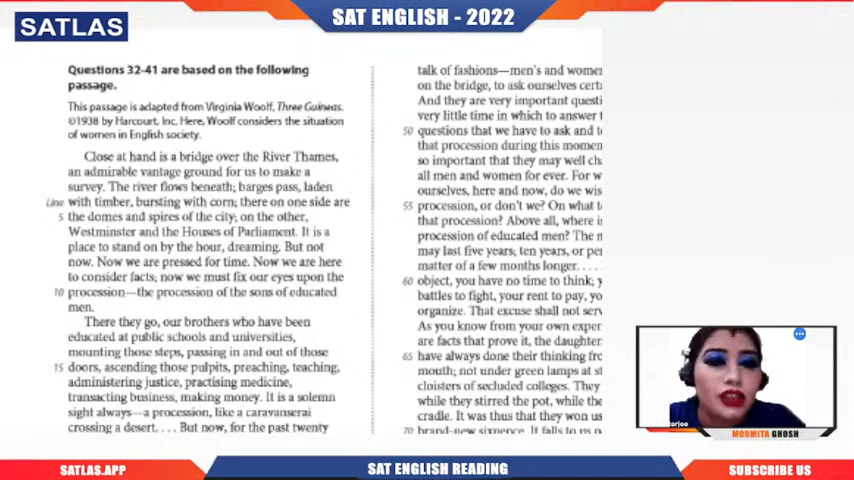 SATLAS
SAT ENGLISH - 2022
Questions 32-41 are based on the following
passage.
This passage is adapted from Virginia Woolf, Three Guineas.
©1938 by Harcourt, Inc. Here, Woolf considers the situation
of women in English society.
Close at hand is a bridge over the River Thames,
an admirable vantage ground for us to make a
survey. The river flows beneath; barges pass, laden
Line with timber, bursting with corn; there on one side are
5 the domes and spires of the city; on the other,
Westminster and the Houses of Parliament. It is a
place to stand on by the hour, dreaming. But not
now. Now we are pressed for time. Now we are here
to consider facts; now we must fix our eyes upon the
10 procession—the procession of the sons of educated
men.
There they go, our brothers who have been
educated at public schools and universities,
mounting those steps, passing in and out of those
15 doors, ascending those pulpits, preaching, teaching,
administering justice, practising medicine,
transacting business, making money. It is a solemn
sight always—a procession, like a caravanserai
crossing a desert. . . . But now, for the past twenty
talk of fashions—men's and wome
on the bridge, to ask ourselves cert
And they are very important questi
very little time in which to answer t
50 questions that we have to ask and t
that procession during this momen
so important that they may well ch
all men and women for ever. For w
ourselves, here and now, do we wis
55 procession, or don't we? On what t
that procession? Above all, where i
procession of educated men? The n
may last five years; ten years, or pe
matter of a few months longer. . . .
60 object, you have no time to think; y
battles to fight, your rent to pay, yo
organize. That excuse shall not serv
As you know from your own exper
are facts that prove it, the daughter
65 have always done their thinking fro
mouth; not under green lamps at s
cloisters of secluded colleges. They
while they stirred the pot, while the
cradle. It was thus that they won us
70 brand-new sixpence. It falls to us n
MOUMITA GHOSH
SATLAS.APP
SAT ENGLISH READING
SUBSCRIBE US